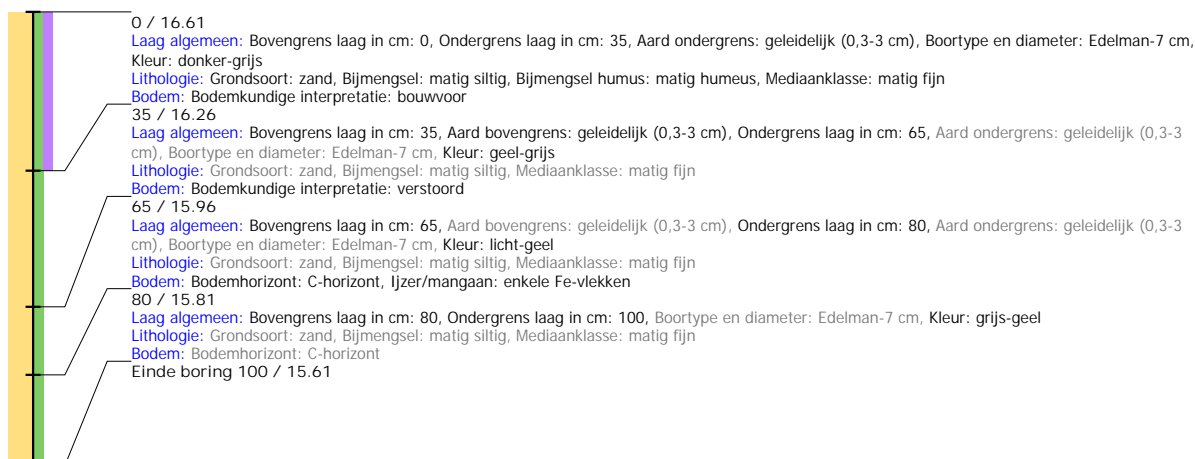 0 / 16.61
Laag algemeen: Bovengrens laag in cm: 0, Ondergrens laag in cm: 35, Aard ondergrens: geleidelijk (0,3-3 cm), Boortype en diameter: Edelman-7 cm,
Kleur: donker-grijs
Lithologie: Grondsoort: zand, Bijmengsel: matig siltig, Bijmengsel humus: matig humeus, Mediaanklasse: matig fijn
Bodem: Bodemkundige interpretatie: bouwvoor
35 / 16.26
Laag algemeen: Bovengrens laag in cm: 35, Aard bovengrens: geleidelijk (0,3-3 cm), Ondergrens laag in cm: 65, Aard ondergrens: geleidelijk (0,3-3
cm), Boortype en diameter: Edelman-7 cm, Kleur: geel-grijs
Lithologie: Grondsoort: zand, Bijmengsel: matig siltig, Mediaanklasse: matig fijn
Bodem: Bodemkundige interpretatie: verstoord
65 / 15.96
Laag algemeen: Bovengrens laag in cm: 65, Aard bovengrens: geleidelijk (0,3-3 cm), Ondergrens laag in cm: 80, Aard ondergrens: geleidelijk (0,3-3
cm), Boortype en diameter: Edelman-7 cm, Kleur: licht-geel
Lithologie: Grondsoort: zand, Bijmengsel: matig siltig, Mediaanklasse: matig fijn
Bodem: Bodemhorizont: C-horizont, Ijzer/mangaan: enkele Fe-vlekken
80 / 15.81
Laag algemeen: Bovengrens laag in cm: 80, Ondergrens laag in cm: 100, Boortype en diameter: Edelman-7 cm, Kleur: grijs-geel
Lithologie: Grondsoort: zand, Bijmengsel: matig siltig, Mediaanklasse: matig fijn
Bodem: Bodemhorizont: C-horizont
Einde boring 100 / 15.61